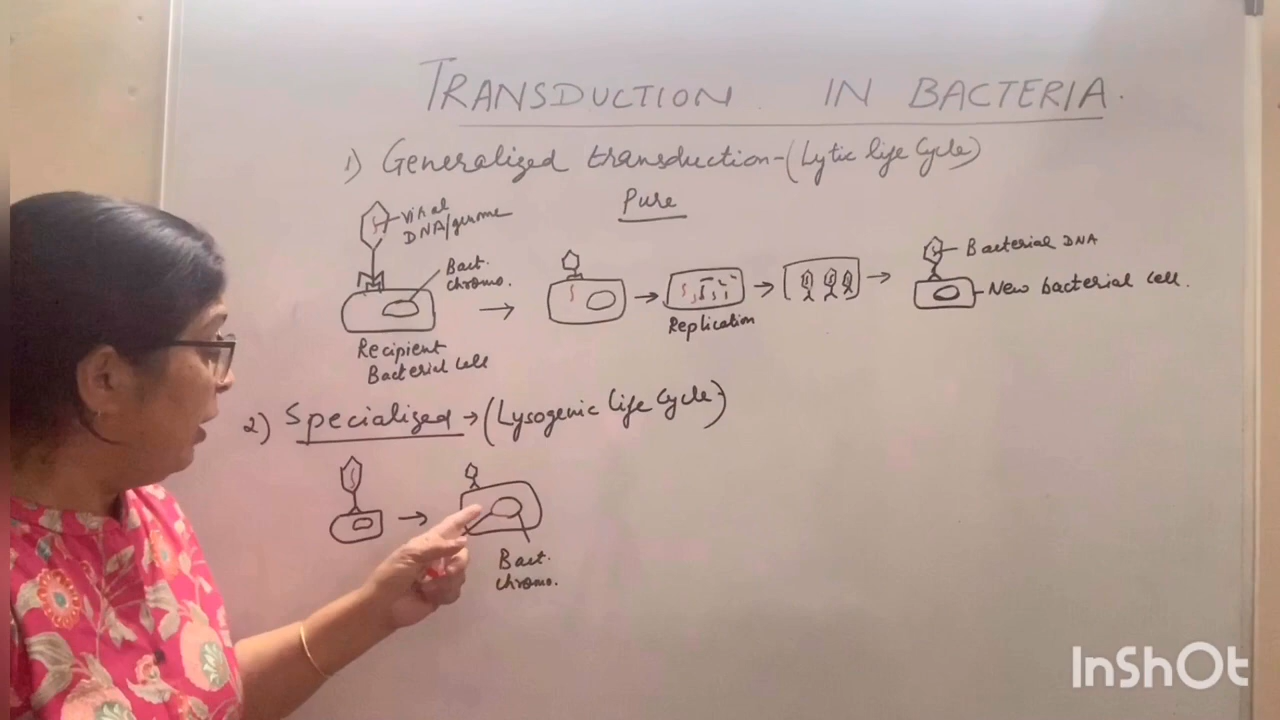 TRANSDUCTION IN BACTERIA.
1) Generalized transduction-(Lytic life Cycle)
Pure
Viral
DNA/genome
Bact.
chromo.
Bacterial DNA
New bacterial cell.
Replication
Recipient
Bacterial cell
2) Specialized → (Lysogenic life Cycle)
Bact.
chromo.
InShOt